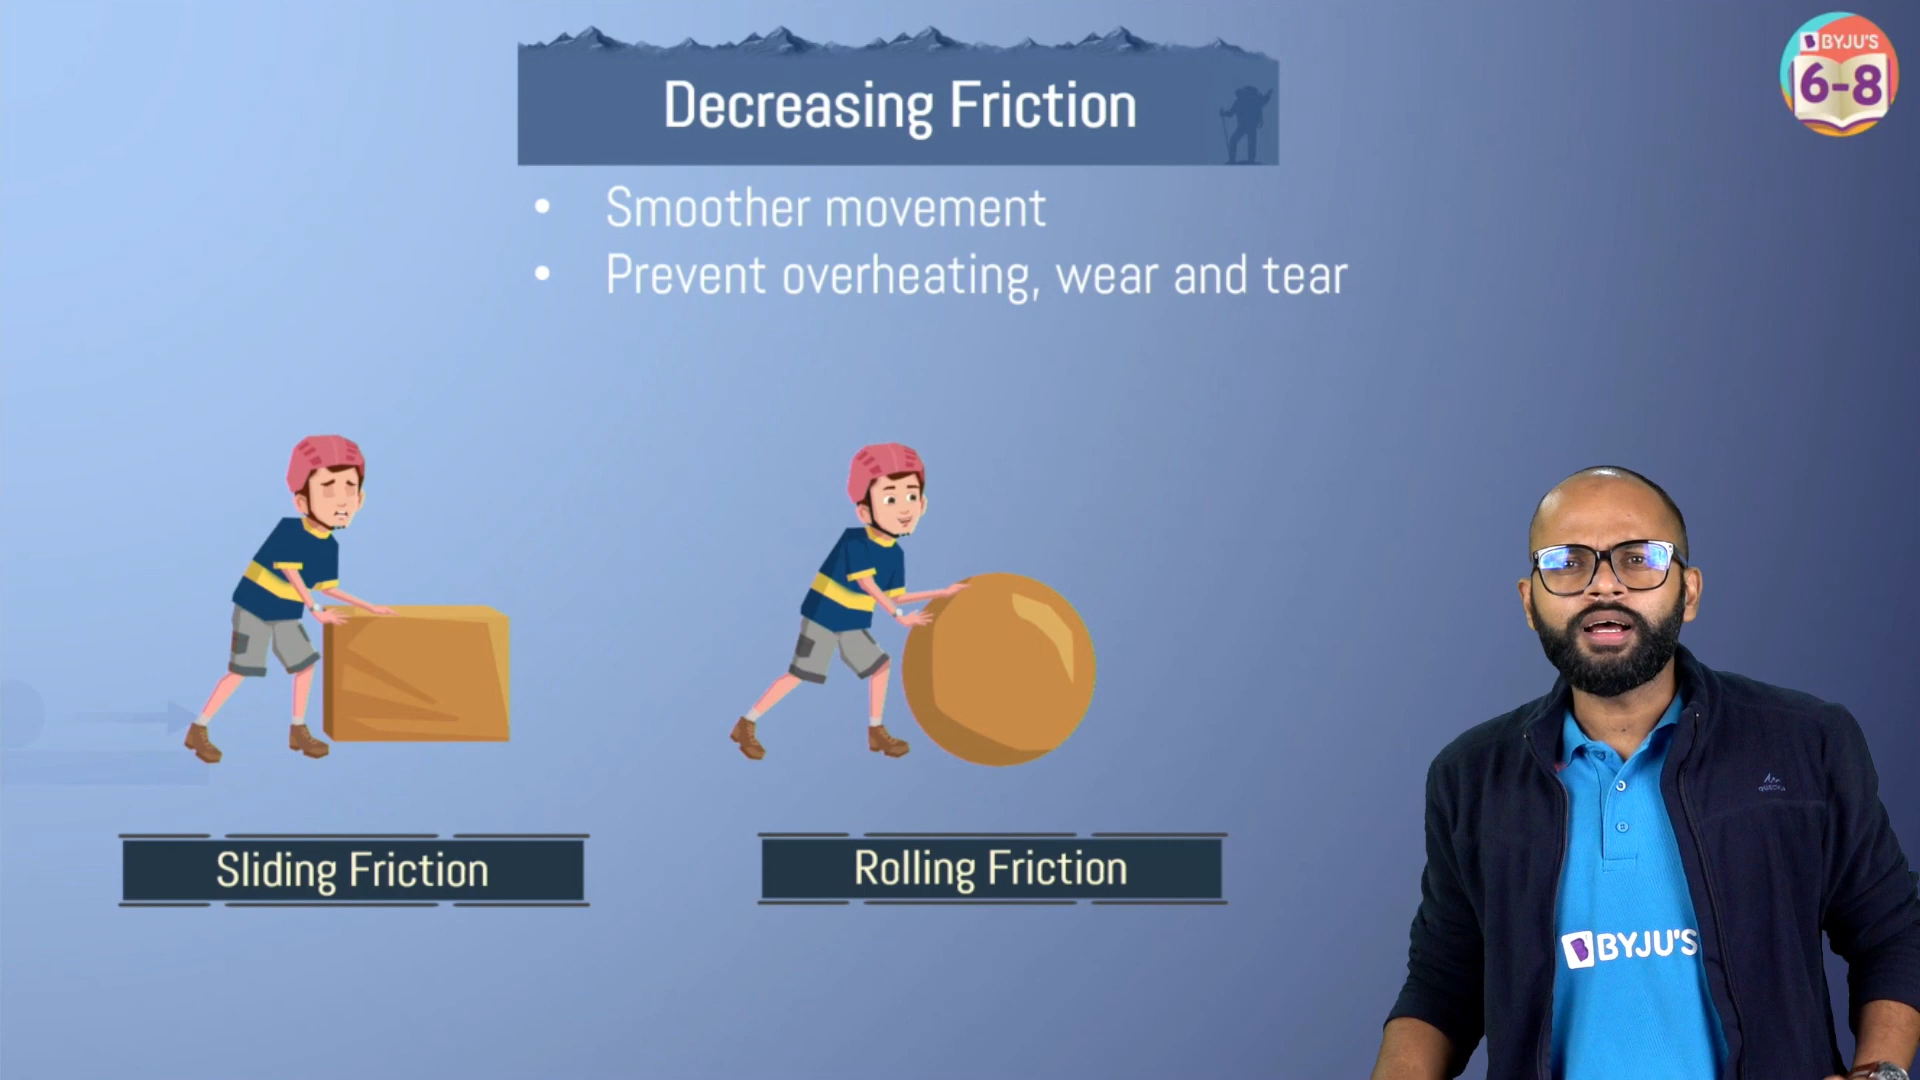 Decreasing Friction
BYJU'S
6-8
• Smoother movement
• Prevent overheating, wear and tear
Sliding Friction
Rolling Friction
BYJU'S